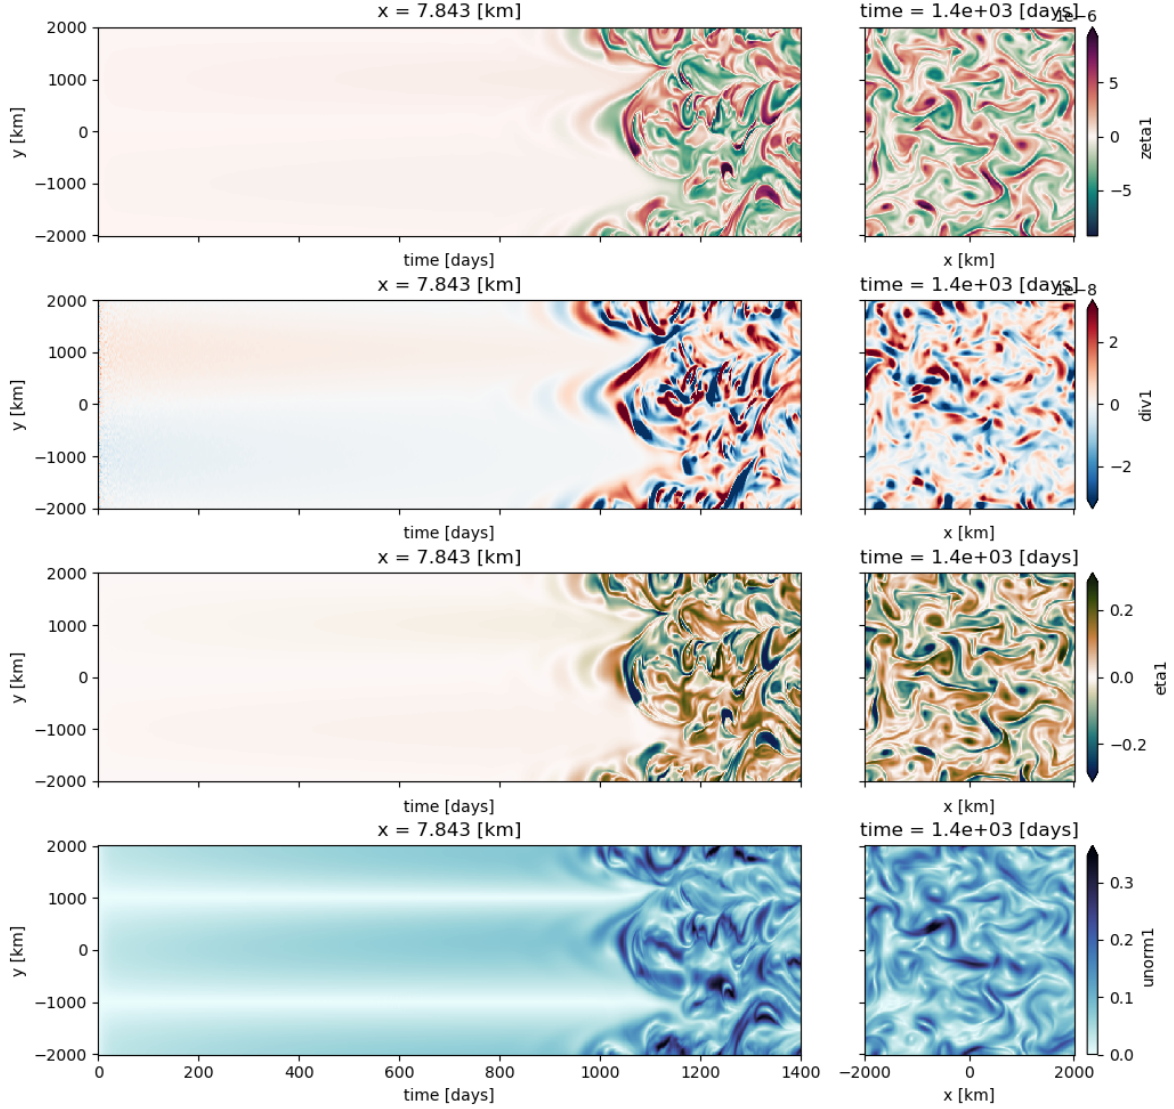 x = 7.843 [km] time = 1.4e+03 [days]
1e−6
2000
1000
0
−1000
−2000
y [km]
5
0
−5
zeta1
time [days] x [km]
x = 7.843 [km] time = 1.4e+03 [days]
1e−8
2000
1000
0
−1000
−2000
y [km]
2
0
−2
div1
time [days] x [km]
x = 7.843 [km] time = 1.4e+03 [days]
2000
1000
0
−1000
−2000
y [km]
0.2
0.0
−0.2
eta1
time [days] x [km]
x = 7.843 [km] time = 1.4e+03 [days]
2000
1000
0
−1000
−2000
y [km]
0.3
0.2
0.1
0.0
unorm1
0 200 400 600 800 1000 1200 1400 −2000 0 2000
time [days] x [km]